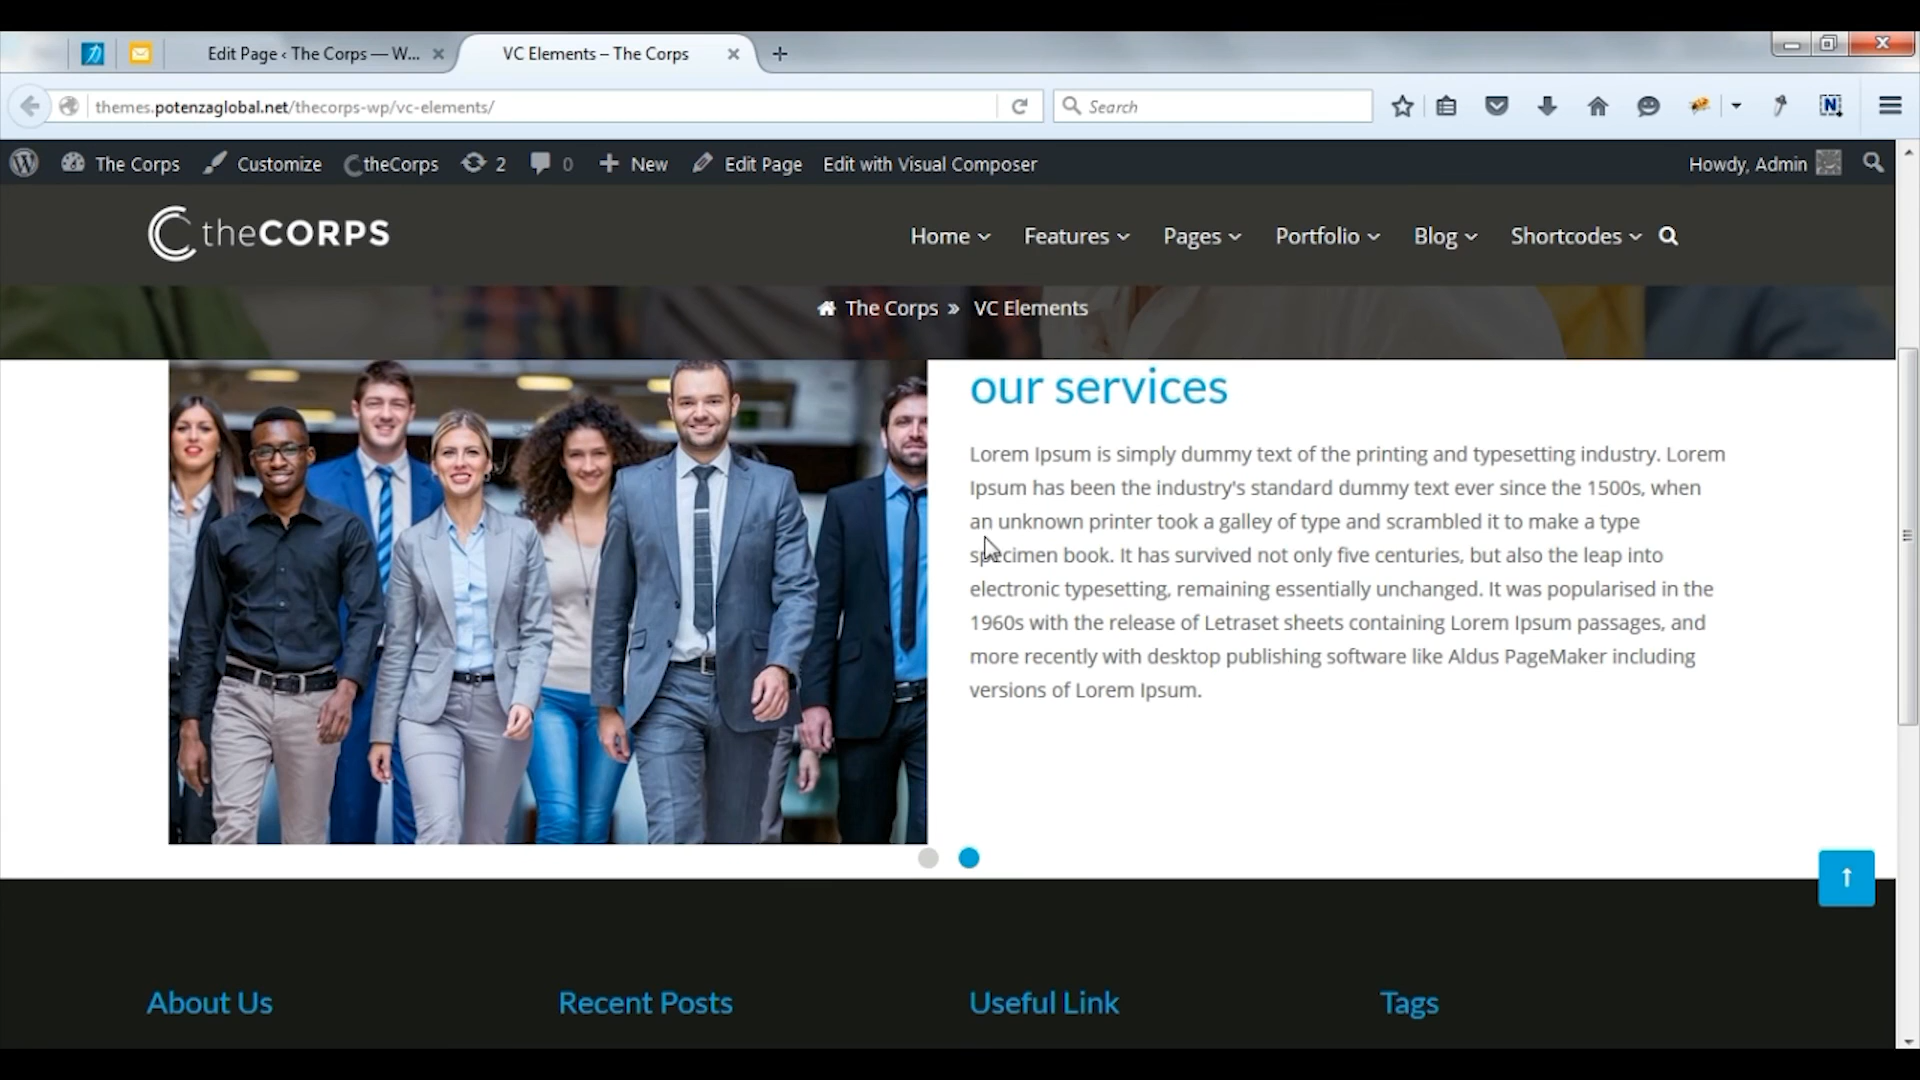 Edit Page ‹ The Corps — W...
VC Elements – The Corps
themes.potenzaglobal.net/thecorps-wp/vc-elements/
Search
The Corps
Customize
theCorps
2
0
New
Edit Page
Edit with Visual Composer
Howdy, Admin
theCORPS
Home
Features
Pages
Portfolio
Blog
Shortcodes
The Corps » VC Elements
our services
Lorem Ipsum is simply dummy text of the printing and typesetting industry. Lorem
Ipsum has been the industry's standard dummy text ever since the 1500s, when
an unknown printer took a galley of type and scrambled it to make a type
specimen book. It has survived not only five centuries, but also the leap into
electronic typesetting, remaining essentially unchanged. It was popularised in the
1960s with the release of Letraset sheets containing Lorem Ipsum passages, and
more recently with desktop publishing software like Aldus PageMaker including
versions of Lorem Ipsum.
About Us
Recent Posts
Useful Link
Tags